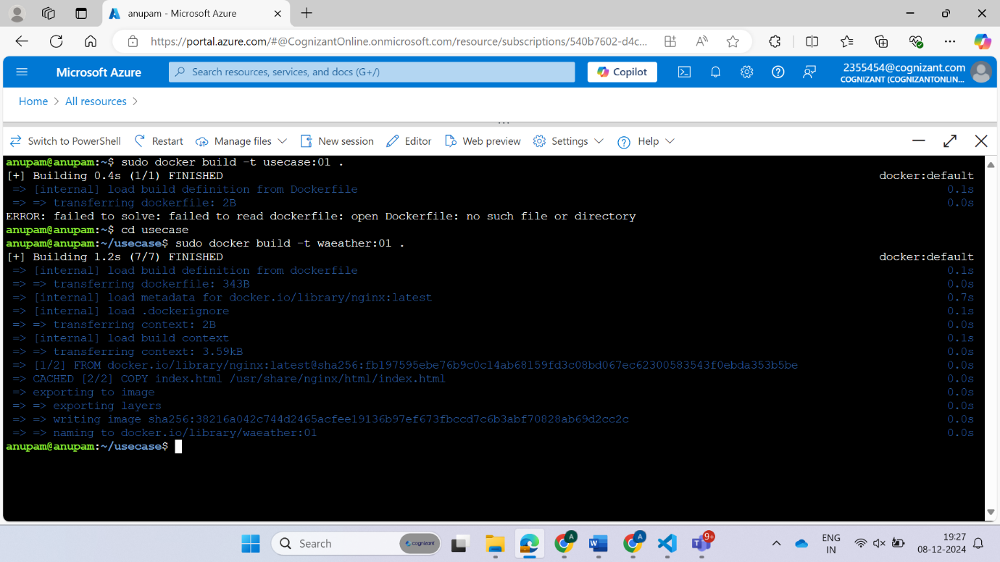 anupam - Microsoft Azure
https://portal.azure.com/#@CognizantOnline.onmicrosoft.com/resource/subscriptions/540b7602-d4c...
Microsoft Azure
Search resources, services, and docs (G+/)
Copilot
2355454@cognizant.com
COGNIZANT (COGNIZANTONLIN...
Home > All resources >
Switch to PowerShell Restart Manage files New session Editor Web preview Settings Help
anupam@anupam:~$ sudo docker build -t usecase:01 .
[+] Building 0.4s (1/1) FINISHED docker:default
=> [internal] load build definition from Dockerfile 0.1s
=> => transferring dockerfile: 2B 0.0s
ERROR: failed to solve: failed to read dockerfile: open Dockerfile: no such file or directory
anupam@anupam:~$ cd usecase
anupam@anupam:~/usecase$ sudo docker build -t waeather:01 .
[+] Building 1.2s (7/7) FINISHED docker:default
=> [internal] load build definition from dockerfile 0.1s
=> => transferring dockerfile: 343B 0.0s
=> [internal] load metadata for docker.io/library/nginx:latest 0.7s
=> [internal] load .dockerignore 0.1s
=> => transferring context: 2B 0.0s
=> [internal] load build context 0.1s
=> => transferring context: 3.59kB 0.0s
=> [1/2] FROM docker.io/library/nginx:latest@sha256:fb197595ebe76b9c0c14ab68159fd3c08bd067ec62300583543f0ebda353b5be 0.0s
=> CACHED [2/2] COPY index.html /usr/share/nginx/html/index.html 0.0s
=> exporting to image 0.0s
=> => exporting layers 0.0s
=> => writing image sha256:38216a042c744d2465acfee19136b97ef673fbccd7c6b3abf70828ab69d2cc2c 0.0s
=> => naming to docker.io/library/waeather:01 0.0s
anupam@anupam:~/usecase$
Search
cognizant
A
A
9+
ENG
IN
19:27
08-12-2024